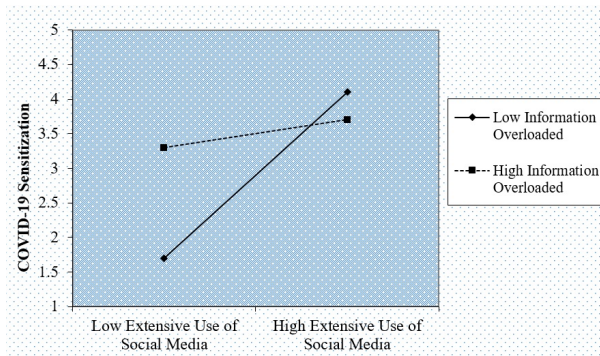 5
4.5
4
3.5
3
2.5
2
1.5
1
COVID-19 Sensitization
Low Extensive Use of
Social Media
High Extensive Use of
Social Media
Low Information
Overloaded
High Information
Overloaded